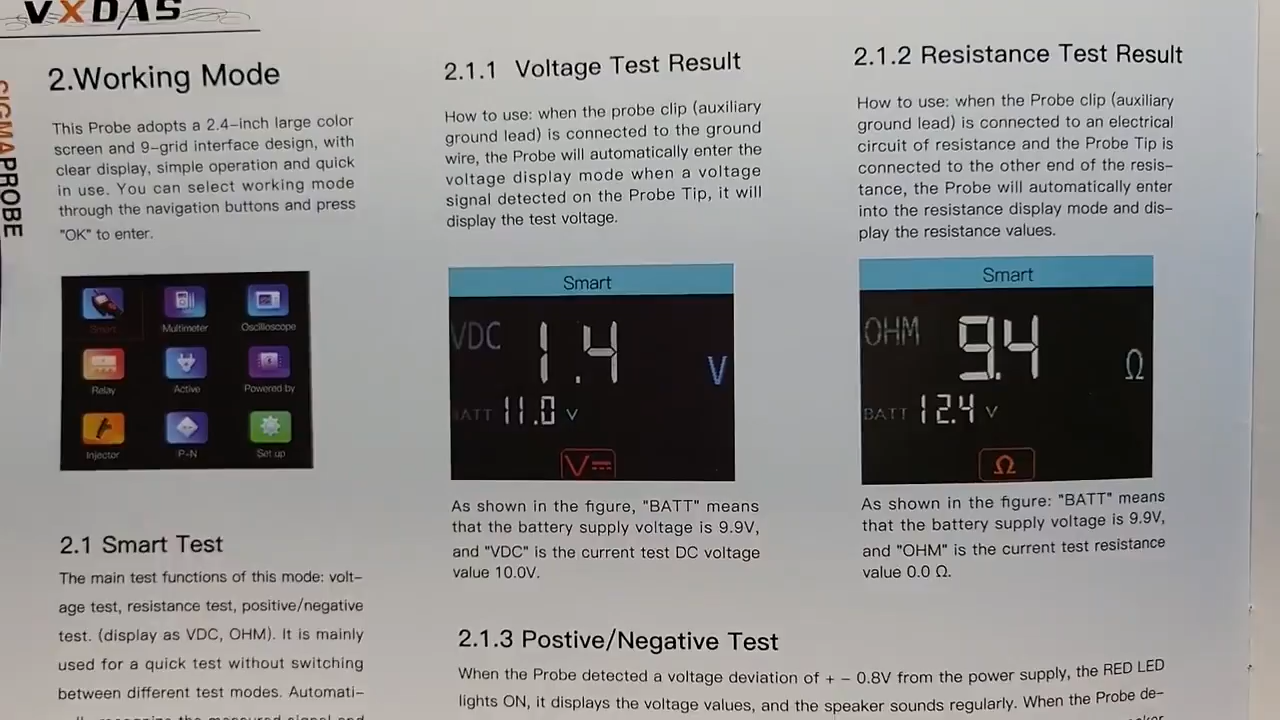 VXDAS
SIGMAPROBE
2.Working Mode
This Probe adopts a 2.4-inch large color
screen and 9-grid interface design, with
clear display, simple operation and quick
in use. You can select working mode
through the navigation buttons and press
"OK" to enter.
Smart
Multimeter
Oscilloscope
Relay
Active
Powered by
Injector
P-N
Set up
2.1 Smart Test
The main test functions of this mode: volt-
age test, resistance test, positive/negative
test. (display as VDC, OHM). It is mainly
used for a quick test without switching
between different test modes. Automati-
2.1.1 Voltage Test Result
How to use: when the probe clip (auxiliary
ground lead) is connected to the ground
wire, the Probe will automatically enter the
voltage display mode when a voltage
signal detected on the Probe Tip, it will
display the test voltage.
Smart
VDC 1.4 V
BATT 11.0 V
V
As shown in the figure, "BATT" means
that the battery supply voltage is 9.9V,
and "VDC" is the current test DC voltage
value 10.0V.
2.1.2 Resistance Test Result
How to use: when the Probe clip (auxiliary
ground lead) is connected to an electrical
circuit of resistance and the Probe Tip is
connected to the other end of the resis-
tance, the Probe will automatically enter
into the resistance display mode and dis-
play the resistance values.
Smart
OHM 9.4 Ω
BATT 12.4 V
Ω
As shown in the figure: "BATT" means
that the battery supply voltage is 9.9V,
and "OHM" is the current test resistance
value 0.0 Ω.
2.1.3 Postive/Negative Test
When the Probe detected a voltage deviation of + - 0.8V from the power supply, the RED LED
lights ON, it displays the voltage values, and the speaker sounds regularly. When the Probe de-